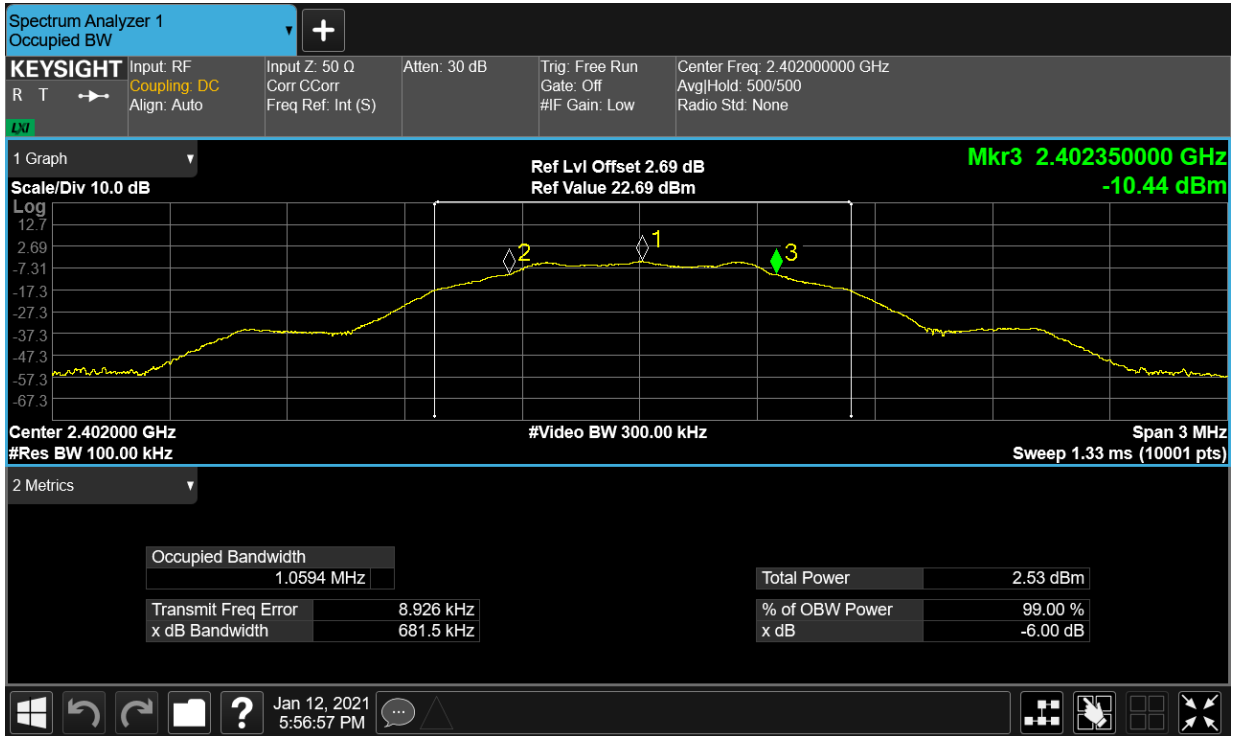 Spectrum Analyzer 1
Occupied BW
KEYSIGHT
R T
LXI
Input: RF
Coupling: DC
Align: Auto
Input Z: 50 Ω
Corr CCorr
Freq Ref: Int (S)
Atten: 30 dB
Trig: Free Run
Gate: Off
#IF Gain: Low
Center Freq: 2.402000000 GHz
Avg|Hold: 500/500
Radio Std: None
1 Graph
Scale/Div 10.0 dB
Ref Lvl Offset 2.69 dB
Ref Value 22.69 dBm
Mkr3 2.402350000 GHz
-10.44 dBm
Log
12.7
2.69
-7.31
-17.3
-27.3
-37.3
-47.3
-57.3
-67.3
2
1
3
Center 2.402000 GHz
#Res BW 100.00 kHz
#Video BW 300.00 kHz
Span 3 MHz
Sweep 1.33 ms (10001 pts)
2 Metrics
Occupied Bandwidth
1.0594 MHz
Transmit Freq Error 8.926 kHz
x dB Bandwidth 681.5 kHz
Total Power 2.53 dBm
% of OBW Power 99.00 %
x dB -6.00 dB
?
Jan 12, 2021
5:56:57 PM